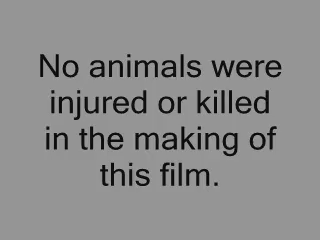 No animals were
injured or killed
in the making of
this film.